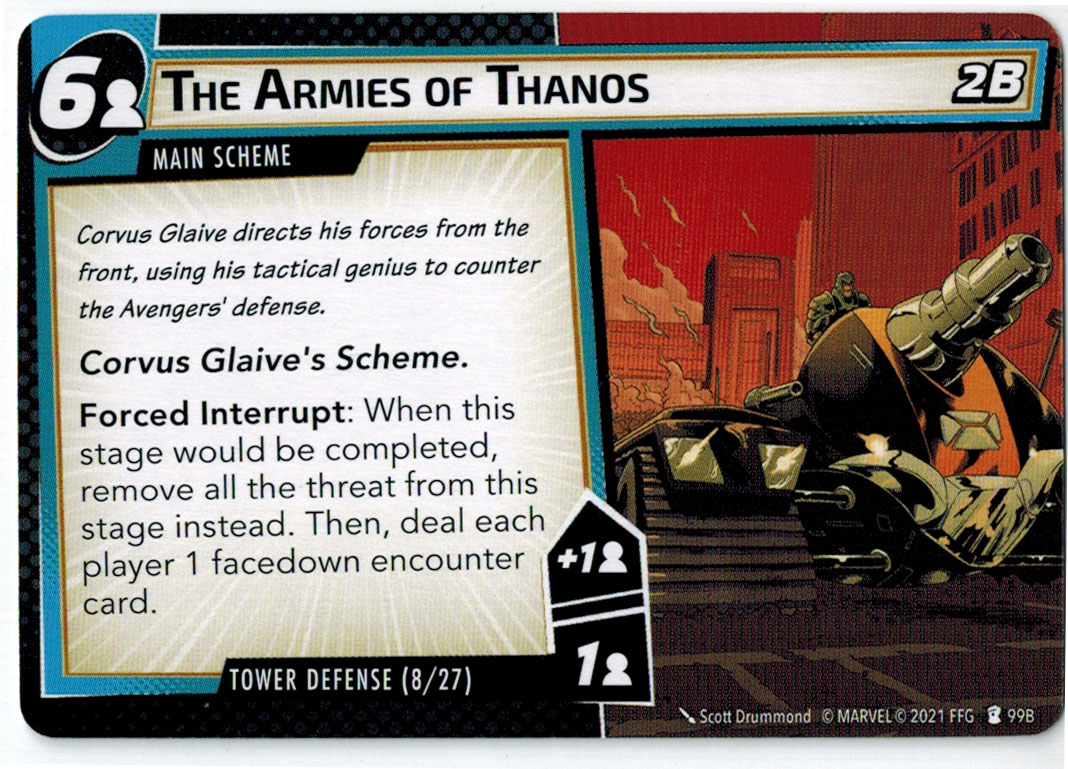 6
THE ARMIES OF THANOS
2B
MAIN SCHEME
Corvus Glaive directs his forces from the
front, using his tactical genius to counter
the Avengers' defense.
Corvus Glaive's Scheme.
Forced Interrupt: When this
stage would be completed,
remove all the threat from this
stage instead. Then, deal each
player 1 facedown encounter
card.
+1
1
TOWER DEFENSE (8/27)
Scott Drummond © MARVEL © 2021 FFG 99B